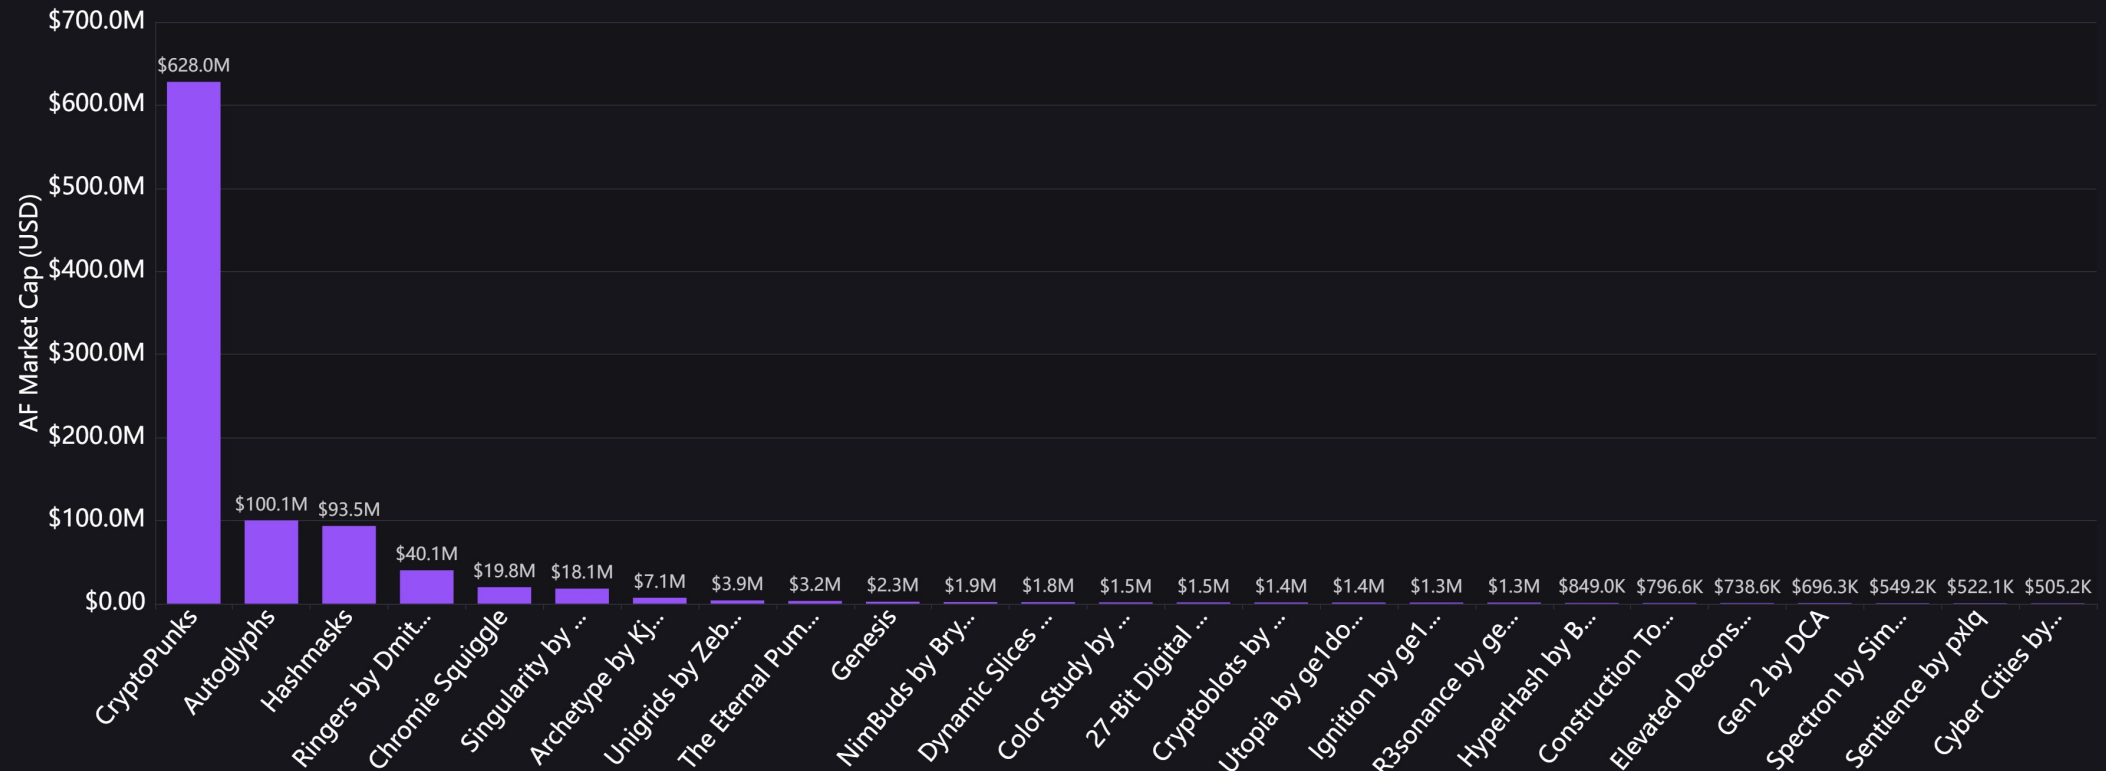 AF Market Cap (USD)
$700.0M
$600.0M
$500.0M
$400.0M
$300.0M
$200.0M
$100.0M
$0.00
$628.0M
$100.1M
$93.5M
$40.1M
$19.8M
$18.1M
$7.1M
$3.9M
$3.2M
$2.3M
$1.9M
$1.8M
$1.5M
$1.5M
$1.4M
$1.4M
$1.3M
$1.3M
$849.0K
$796.6K
$738.6K
$696.3K
$549.2K
$522.1K
$505.2K
CryptoPunks
Autoglyphs
Hashmasks
Ringers by Dmit...
Chromie Squiggle
Singularity by ...
Archetype by Kj...
Unigrids by Zeb...
The Eternal Pum...
Genesis
NimBuds by Bry...
Dynamic Slices ...
Color Study by ...
27-Bit Digital ...
Cryptoblots by ...
Utopia by ge1do...
Ignition by ge1...
R3sonance by ge...
HyperHash by B...
Construction To...
Elevated Decons...
Gen 2 by DCA
Spectron by Sim...
Sentience by pxlq
Cyber Cities by...